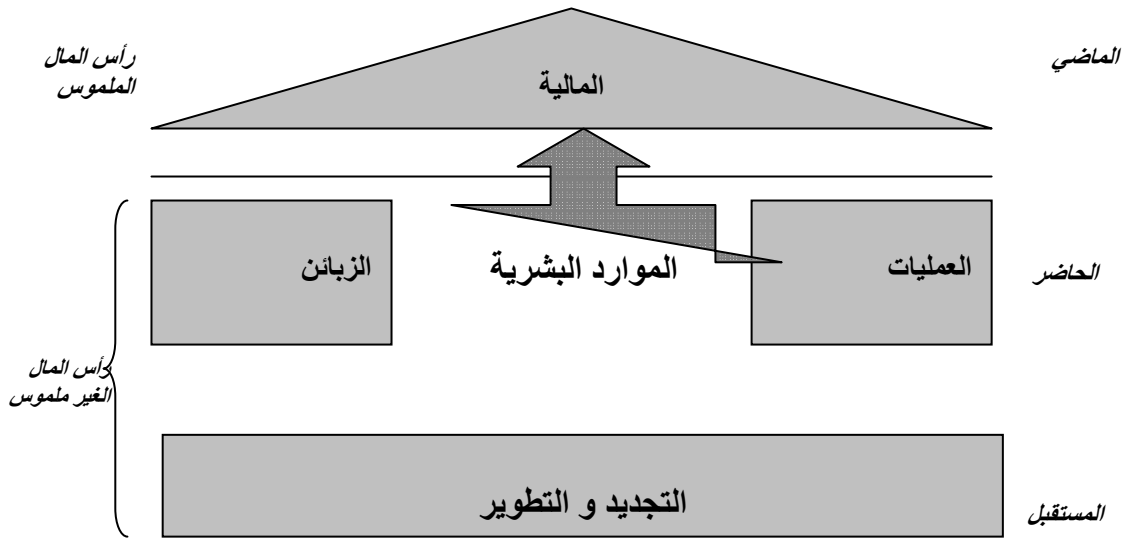 الماضي
رأس المال
الملموس
المالية
الحاضر
العمليات
الموارد البشرية
الزبائن
رأس المال
الغير ملموس
التجديد و التطوير
المستقبل